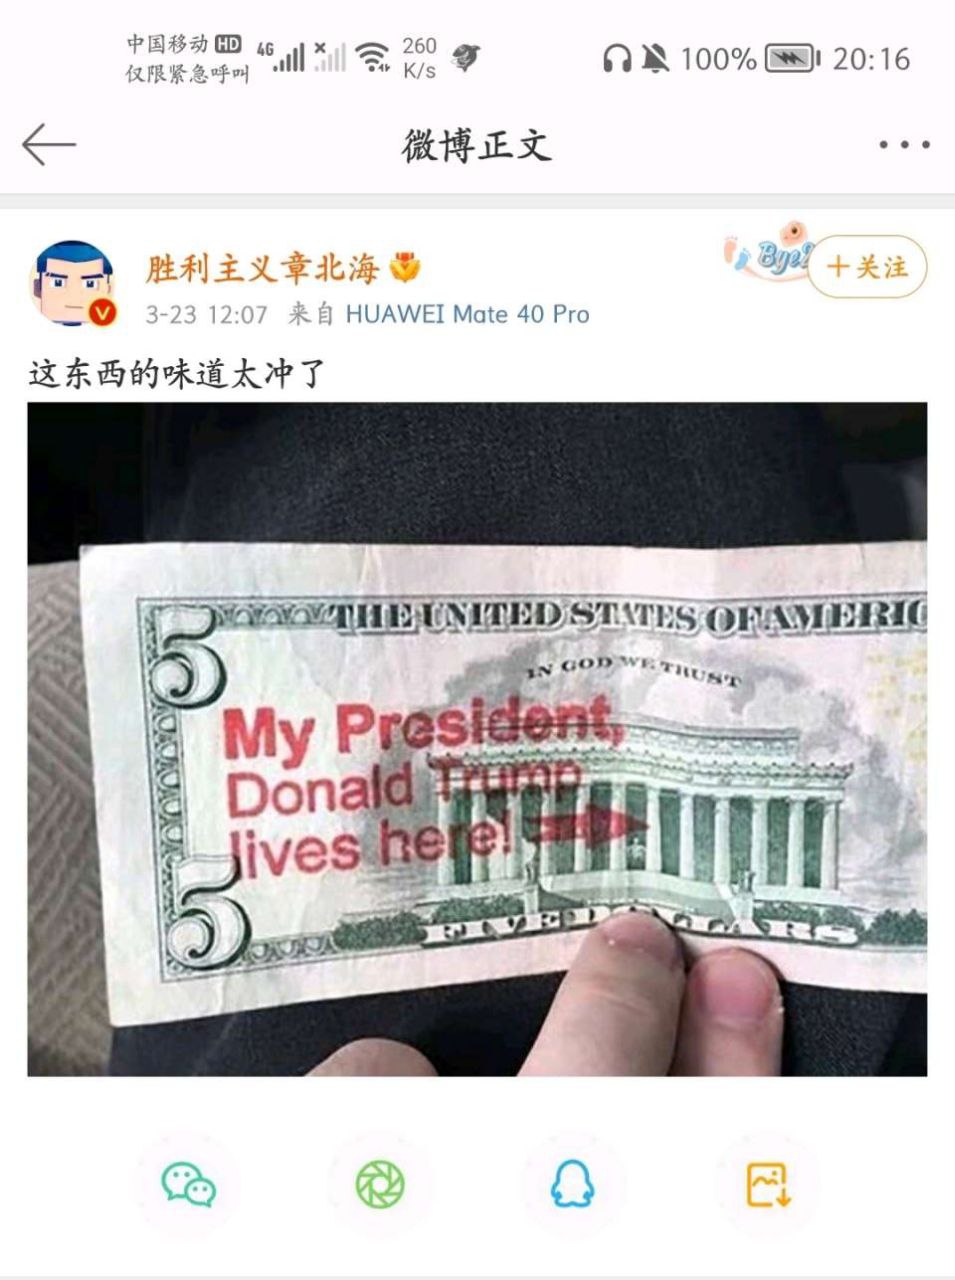 中国移动 HD 4G 260 K/s 100% 20:16
仅限紧急呼叫
微博正文
胜利主义章北海
Bye?
+关注
3-23 12:07 来自 HUAWEI Mate 40 Pro
这东西的味道太冲了
5 THE UNITED STATES OF AMERIC
IN GOD WE TRUST
My President,
Donald Trump
lives here!
5 FIVE DOLLARS